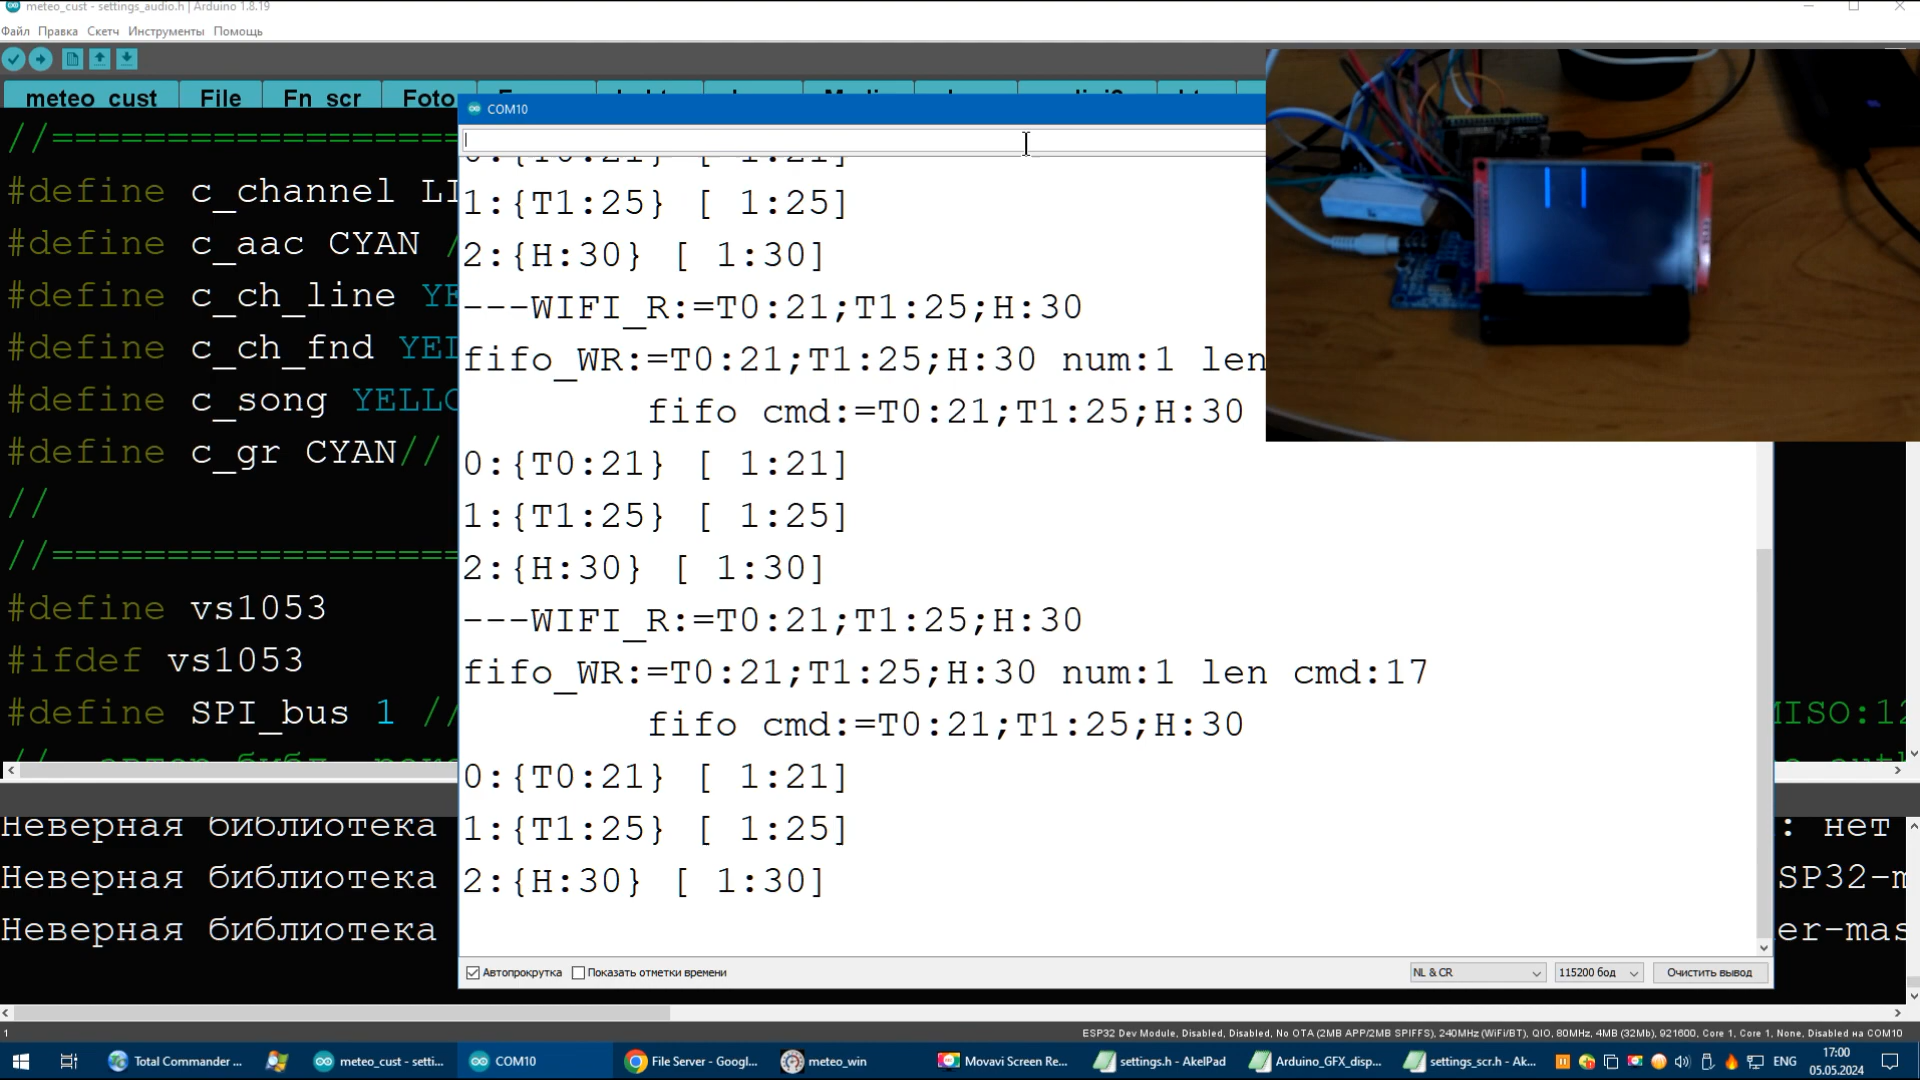 meteo_cust - settings_audio.h | Arduino 1.8.19
Файл Правка Скетч Инструменты Помощь
meteo_cust File Fn_scr
COM10
//==================
#define c_channel
#define c_aac CYAN
#define c_ch_line
#define c_ch_fnd
#define c_song
#define c_gr CYAN//
//
//==================
#define vs1053
#ifdef vs1053
#define SPI_bus 1 //
Неверная библиотека
Неверная библиотека
Неверная библиотека
: нет
0:{T0:21} [ 1:21]
1:{T1:25} [ 1:25]
2:{H:30} [ 1:30]
---WIFI_R:=T0:21;T1:25;H:30
fifo_WR:=T0:21;T1:25;H:30 num:1 len
fifo cmd:=T0:21;T1:25;H:30
0:{T0:21} [ 1:21]
1:{T1:25} [ 1:25]
2:{H:30} [ 1:30]
---WIFI_R:=T0:21;T1:25;H:30
fifo_WR:=T0:21;T1:25;H:30 num:1 len cmd:17
fifo cmd:=T0:21;T1:25;H:30
0:{T0:21} [ 1:21]
1:{T1:25} [ 1:25]
2:{H:30} [ 1:30]
Автопрокрутка Показать отметки времени NL & CR 115200 бод Очистить вывод
1 ESP32 Dev Module, Disabled, Disabled, No OTA (2MB APP/2MB SPIFFS), 240MHz (WiFi/BT), QIO, 80MHz, 4MB (32Mb), 921600, Core 1, Core 1, None, Disabled на COM10
Total Commander ... meteo_cust - setti... COM10 File Server - Googl... meteo_win Movavi Screen Re... settings.h - AkelPad Arduino_GFX_disp... settings_scr.h - Ak... ENG 17:00
05.05.2024